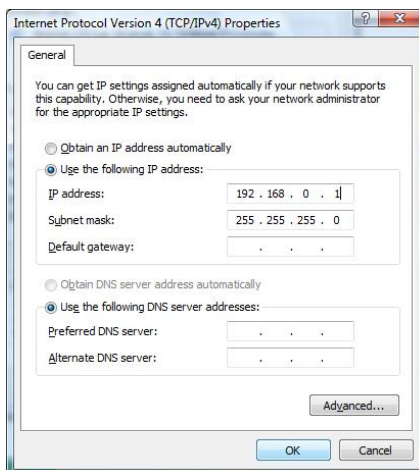 Internet Protocol Version 4 (TCP/IPv4) Properties
General
You can get IP settings assigned automatically if your network supports
this capability. Otherwise, you need to ask your network administrator
for the appropriate IP settings.
Obtain an IP address automatically
Use the following IP address:
IP address: 192 . 168 . 0 . 1
Subnet mask: 255 . 255 . 255 . 0
Default gateway: . . .
Obtain DNS server address automatically
Use the following DNS server addresses:
Preferred DNS server: . . .
Alternate DNS server: . . .
Advanced...
OK Cancel